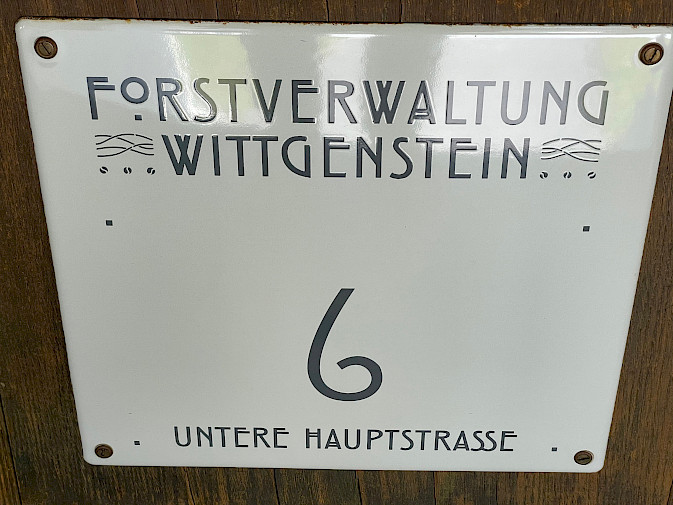 FORSTVERWALTUNG
WITTGENSTEIN
6
UNTERE HAUPTSTRASSE